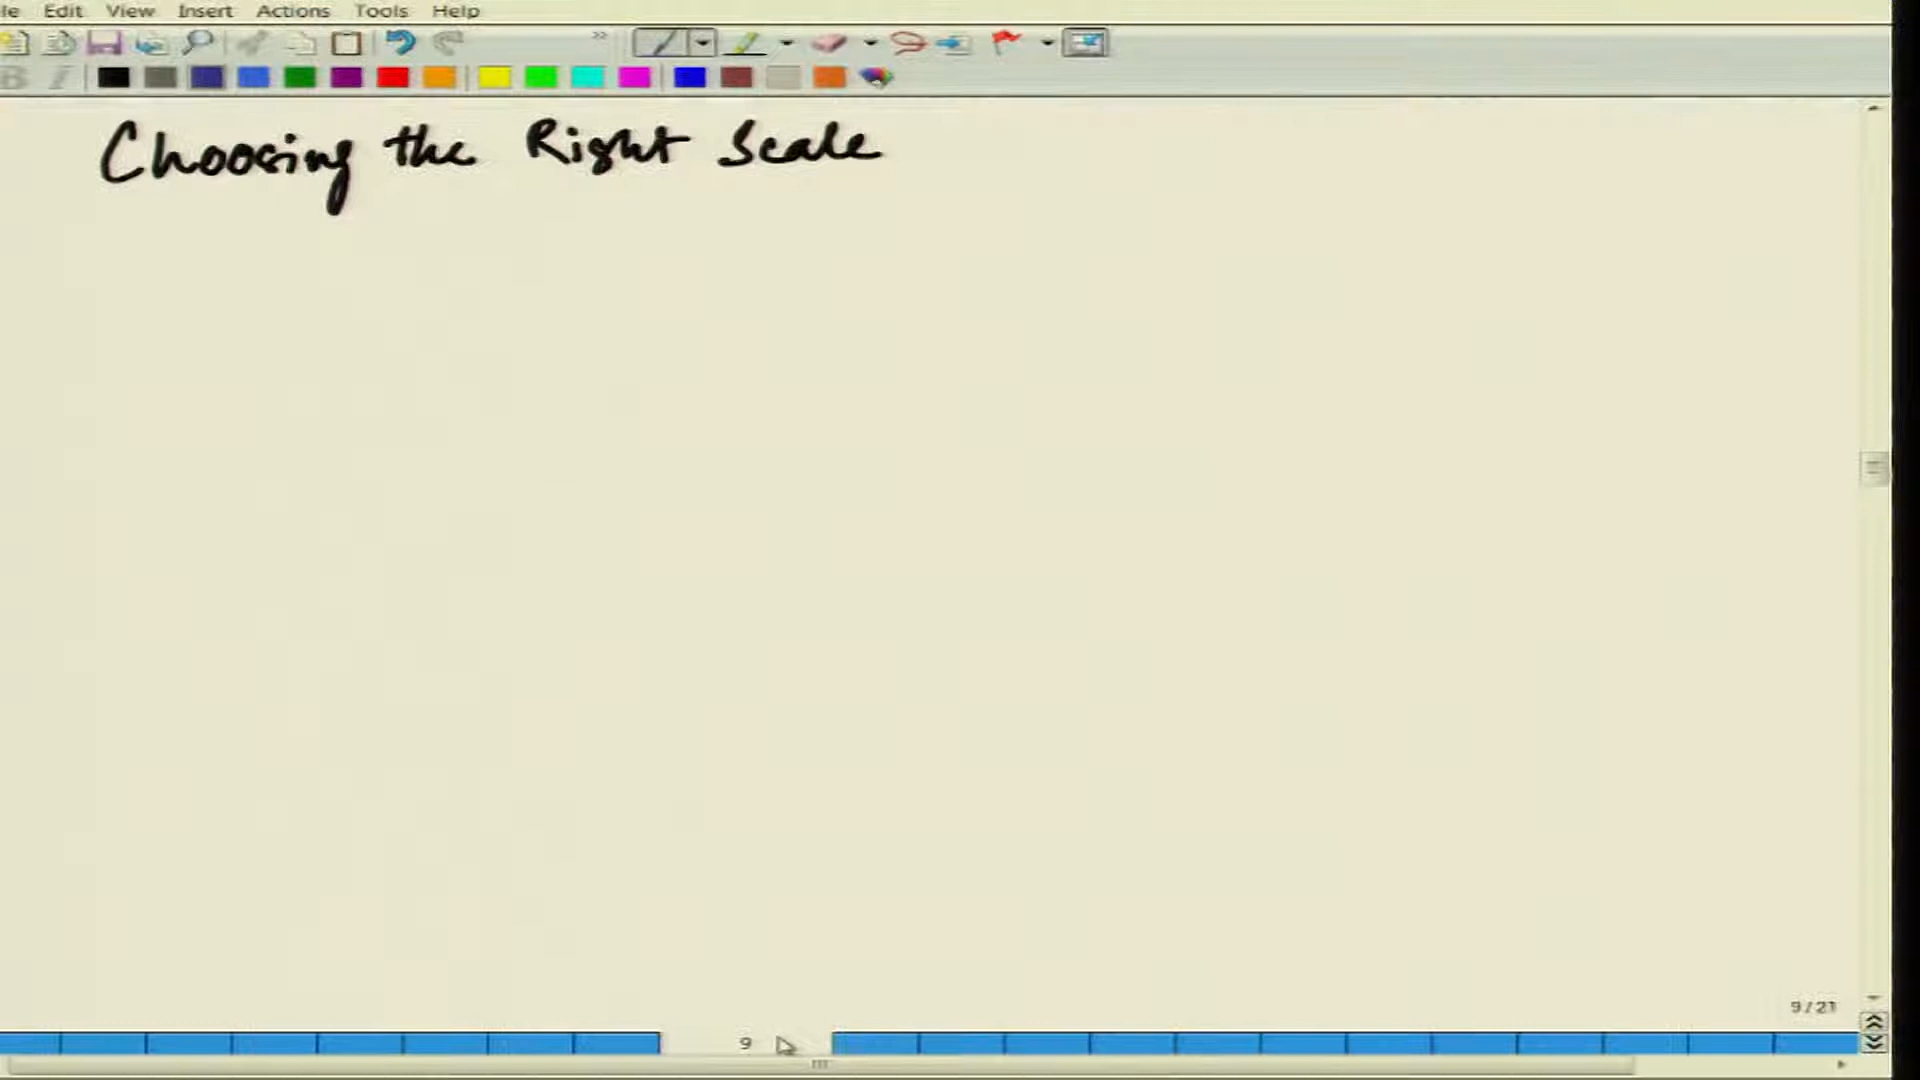 le Edit View Insert Actions Tools Help
B I
Choosing the Right Scale
9/21
9